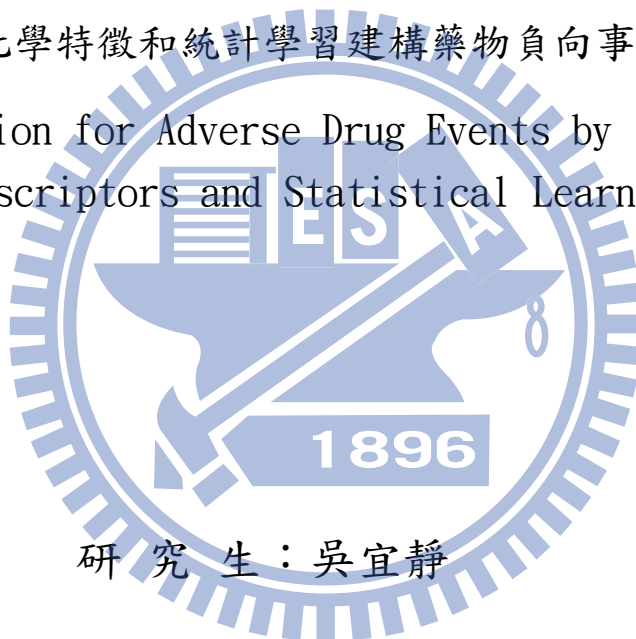 化學特徵和統計學習建構藥物負向事
ion for Adverse Drug Events by
scriptors and Statistical Learn
E S A
8
1896
研 究 生：吳宜靜